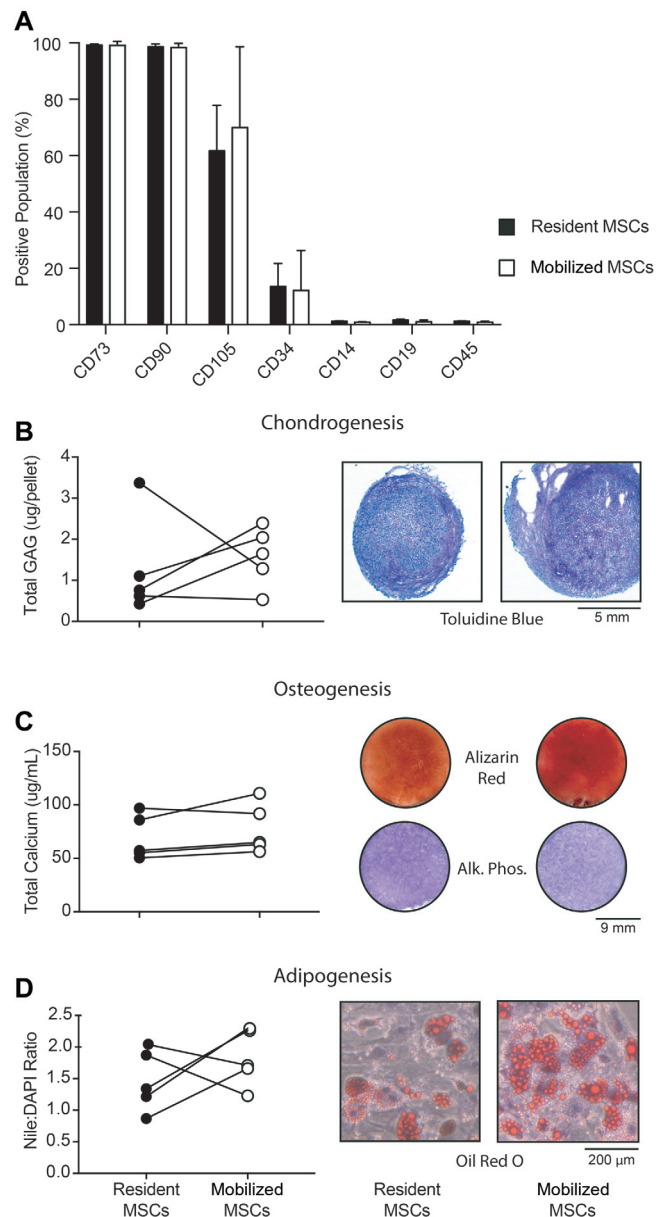 A
Positive Population (%)
100
80
60
40
20
0
CD73
CD90
CD105
CD34
CD14
CD19
CD45
Resident MSCs
Mobilized MSCs
Chondrogenesis
B
Total GAG (ug/pellet)
4
3
2
1
0
Toluidine Blue
5 mm
Osteogenesis
C
Total Calcium (ug/mL)
150
100
50
0
Alizarin
Red
Alk. Phos.
9 mm
Adipogenesis
D
Nile:DAPI Ratio
2.5
2.0
1.5
1.0
0.5
0.0
Resident
MSCs
Mobilized
MSCs
Oil Red O
200 µm
Resident
MSCs
Mobilized
MSCs